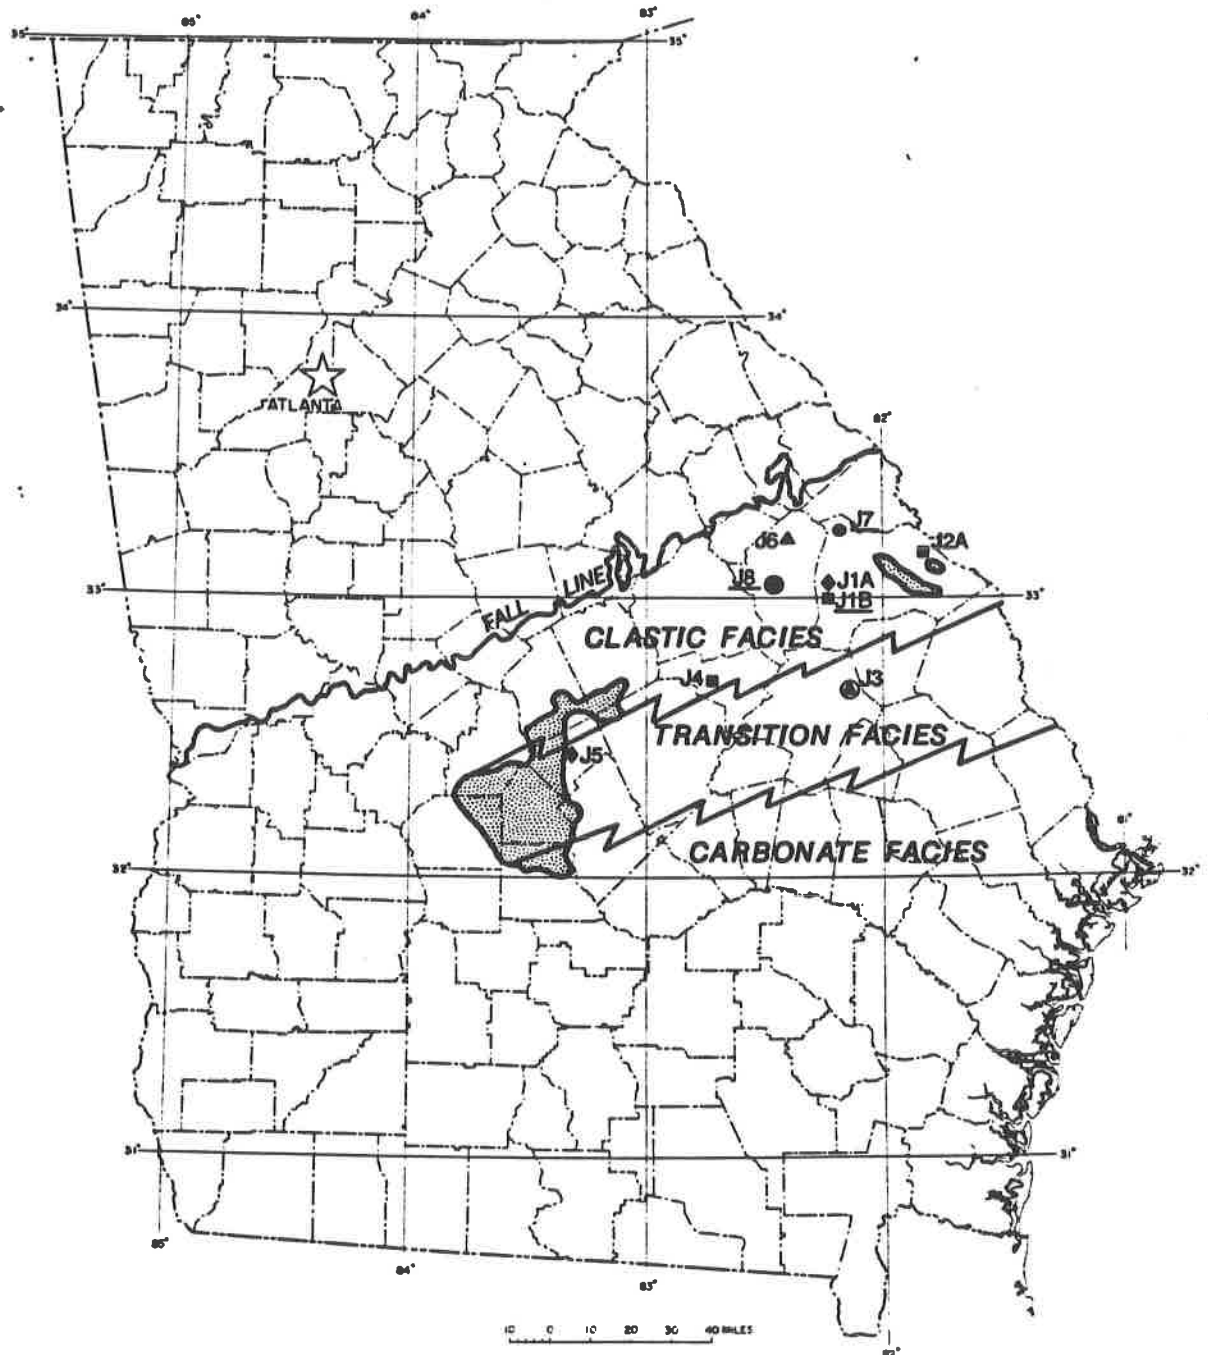 84°
83°
85°
35°
35°
34°
34°
ATLANTA
82°
J7
J6
J2A
J8
J1A
J1B
33°
33°
FALL LINE
CLASTIC FACIES
J4
J3
TRANSITION FACIES
J5
CARBONATE FACIES
81°
32°
32°
31°
31°
85°
84°
83°
10 0 10 20 30 40 MILES
82°